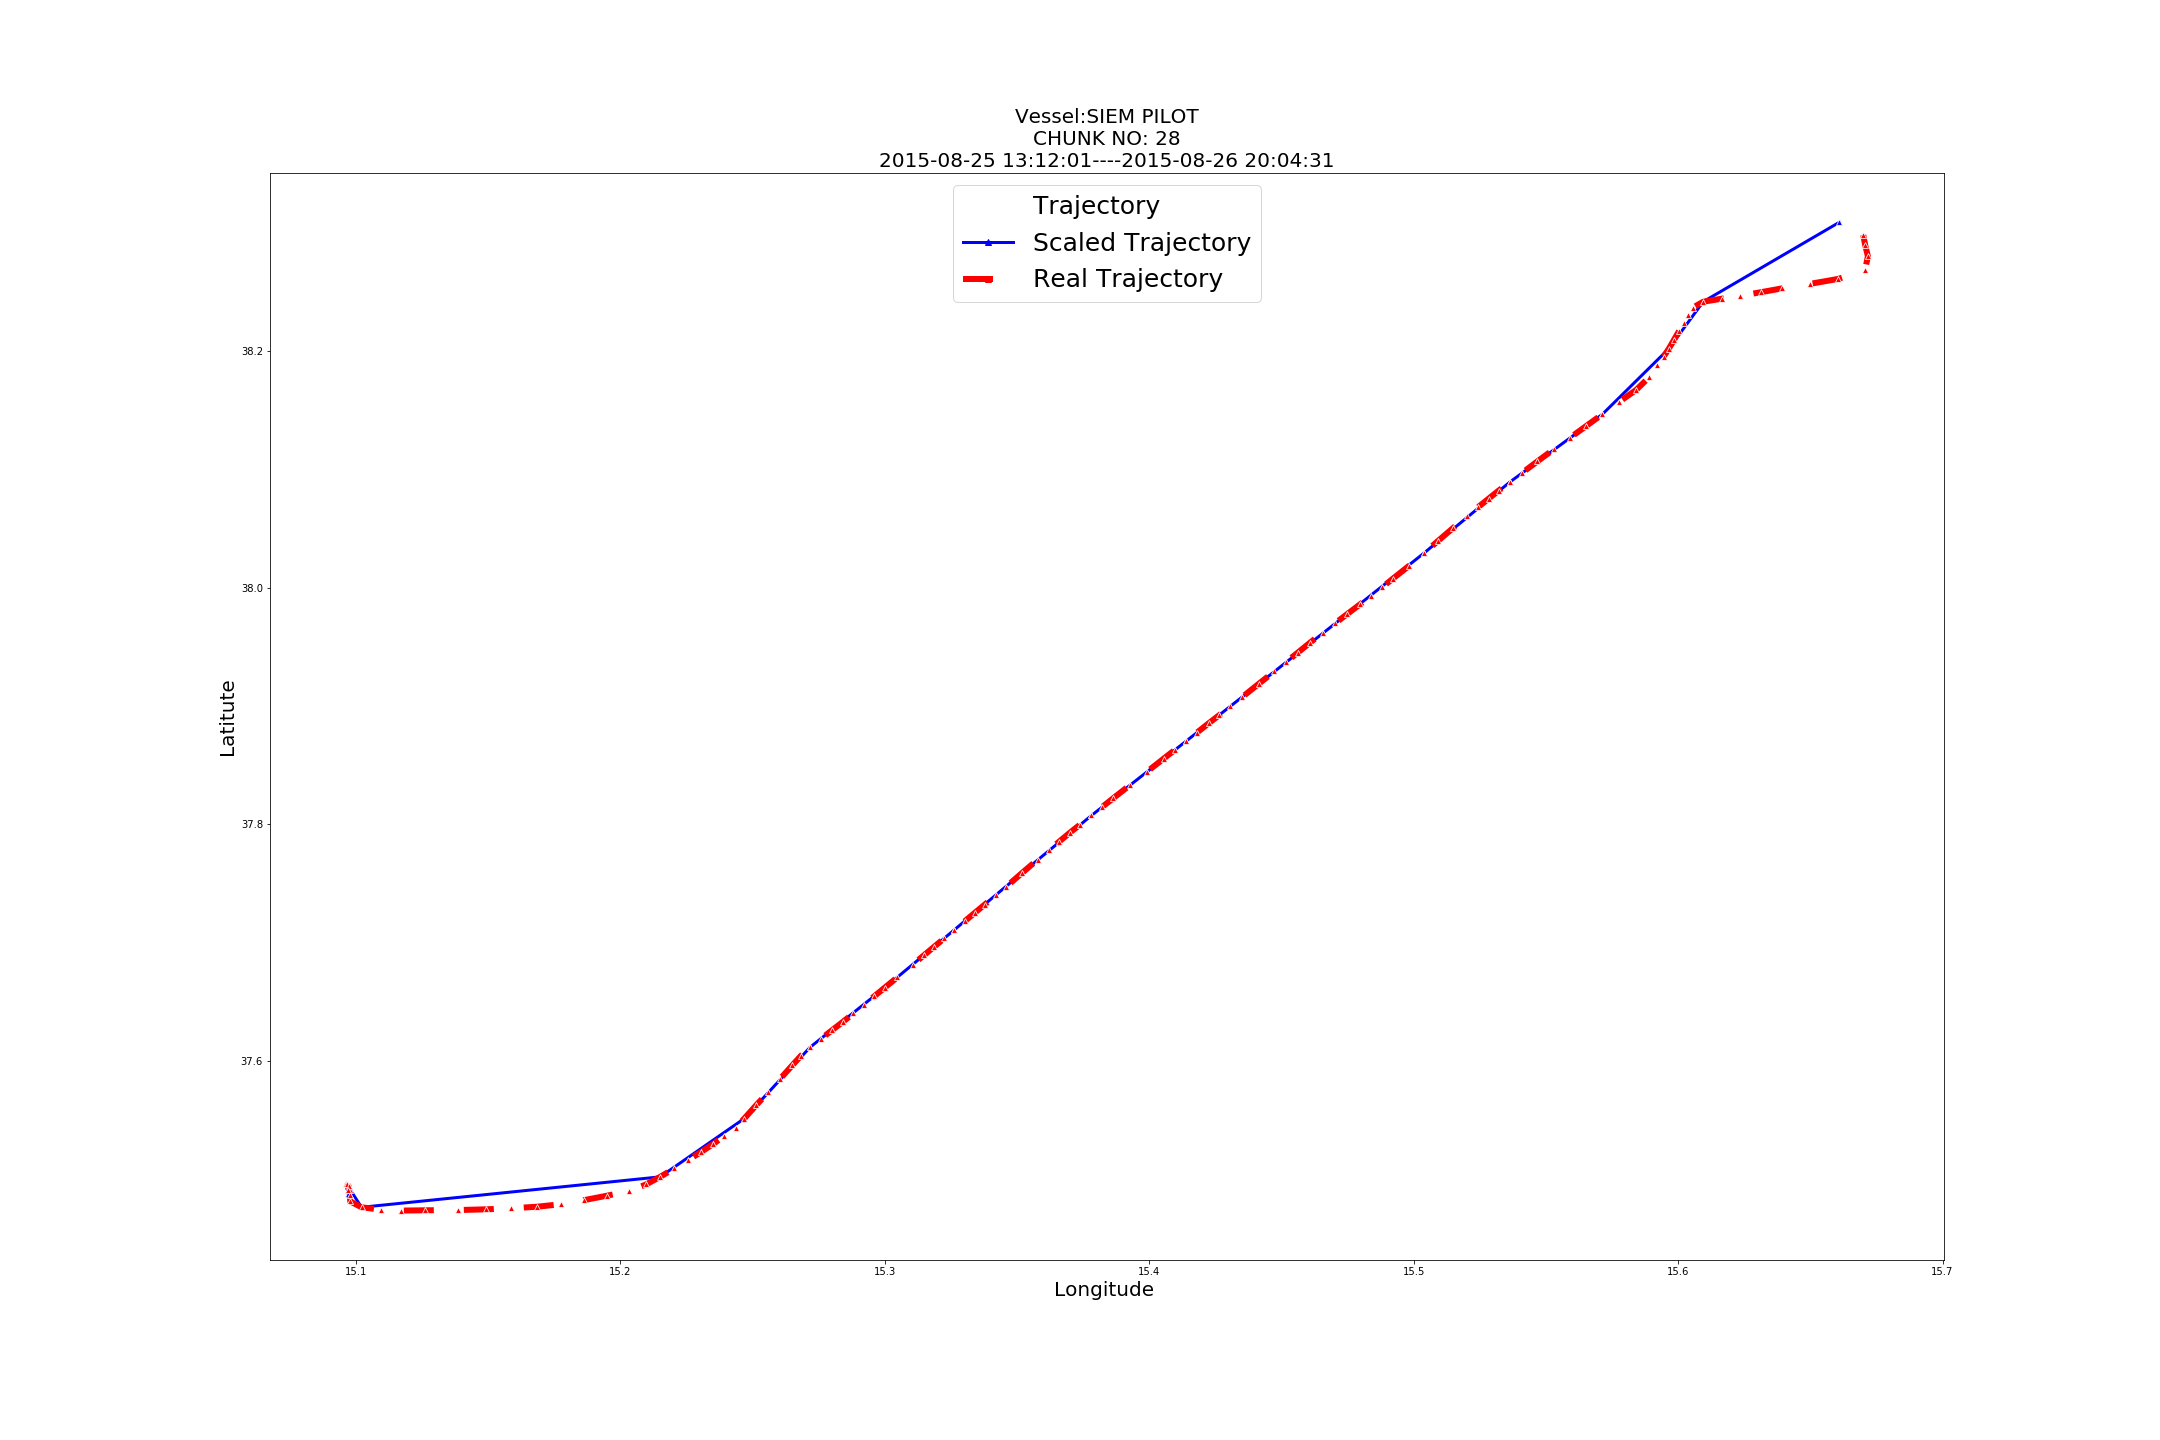 Vessel:SIEM PILOT
CHUNK NO: 28
2015-08-25 13:12:01----2015-08-26 20:04:31
Trajectory
Scaled Trajectory
Real Trajectory
38.2
38.0
37.8
37.6
Latitute
15.1 15.2 15.3 15.4 15.5 15.6 15.7
Longitude